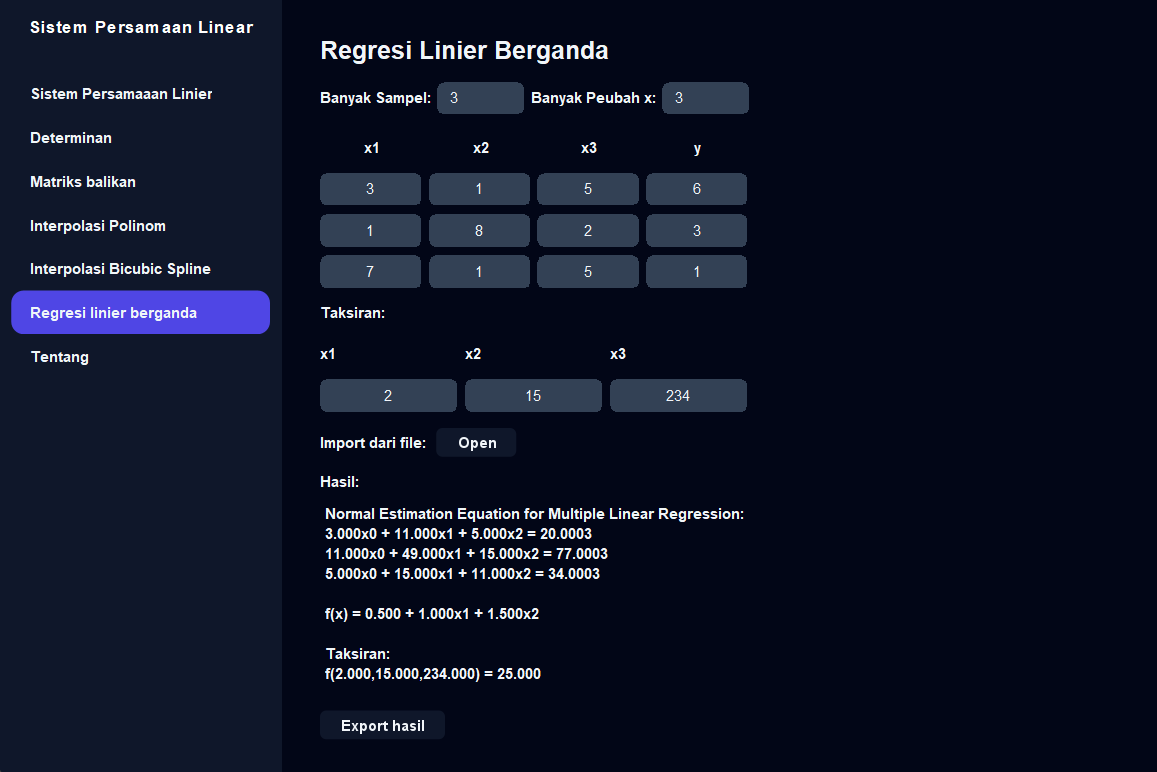 Sistem Persamaan Linear
Sistem Persamaaan Linier
Determinan
Matriks balikan
Interpolasi Polinom
Interpolasi Bicubic Spline
Regresi linier berganda
Tentang
Regresi Linier Berganda
Banyak Sampel: 3 Banyak Peubah x: 3
x1 x2 x3 y
3 1 5 6
1 8 2 3
7 1 5 1
Taksiran:
x1 x2 x3
2 15 234
Import dari file: Open
Hasil:
Normal Estimation Equation for Multiple Linear Regression:
3.000x0 + 11.000x1 + 5.000x2 = 20.0003
11.000x0 + 49.000x1 + 15.000x2 = 77.0003
5.000x0 + 15.000x1 + 11.000x2 = 34.0003
f(x) = 0.500 + 1.000x1 + 1.500x2
Taksiran:
f(2.000,15.000,234.000) = 25.000
Export hasil